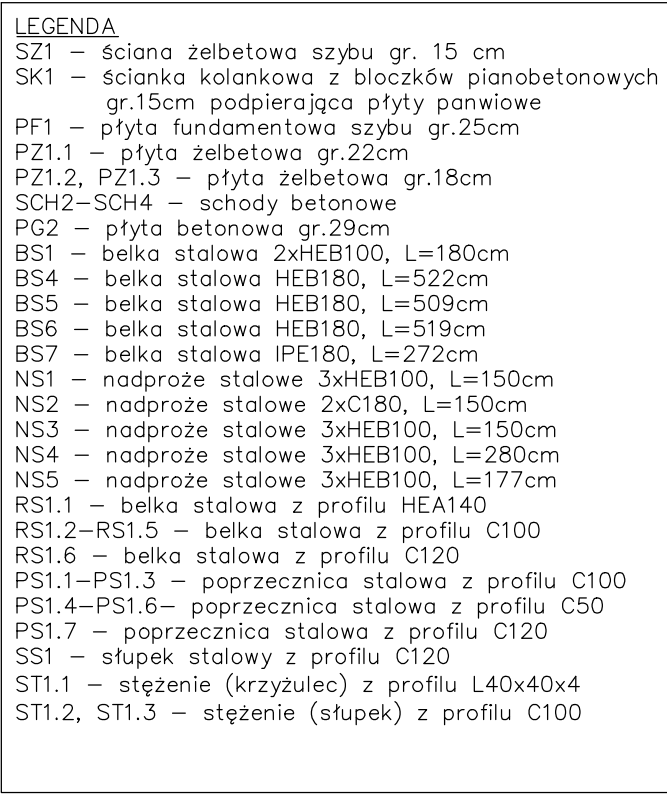 LEGENDA
SZ1 – ściana żelbetowa szybu gr. 15 cm
SK1 – ścianka kolankowa z bloczków pianobetonowych
gr.15cm podpierająca płyty panwiowe
PF1 – płyta fundamentowa szybu gr.25cm
PZ1.1 – płyta żelbetowa gr.22cm
PZ1.2, PZ1.3 – płyta żelbetowa gr.18cm
SCH2–SCH4 – schody betonowe
PG2 – płyta betonowa gr.29cm
BS1 – belka stalowa 2xHEB100, L=180cm
BS4 – belka stalowa HEB180, L=522cm
BS5 – belka stalowa HEB180, L=509cm
BS6 – belka stalowa HEB180, L=519cm
BS7 – belka stalowa IPE180, L=272cm
NS1 – nadproże stalowe 3xHEB100, L=150cm
NS2 – nadproże stalowe 2xC180, L=150cm
NS3 – nadproże stalowe 3xHEB100, L=150cm
NS4 – nadproże stalowe 3xHEB100, L=280cm
NS5 – nadproże stalowe 3xHEB100, L=177cm
RS1.1 – belka stalowa z profilu HEA140
RS1.2–RS1.5 – belka stalowa z profilu C100
RS1.6 – belka stalowa z profilu C120
PS1.1–PS1.3 – poprzecznica stalowa z profilu C100
PS1.4–PS1.6– poprzecznica stalowa z profilu C50
PS1.7 – poprzecznica stalowa z profilu C120
SS1 – słupek stalowy z profilu C120
ST1.1 – stężenie (krzyżulec) z profilu L40x40x4
ST1.2, ST1.3 – stężenie (słupek) z profilu C100